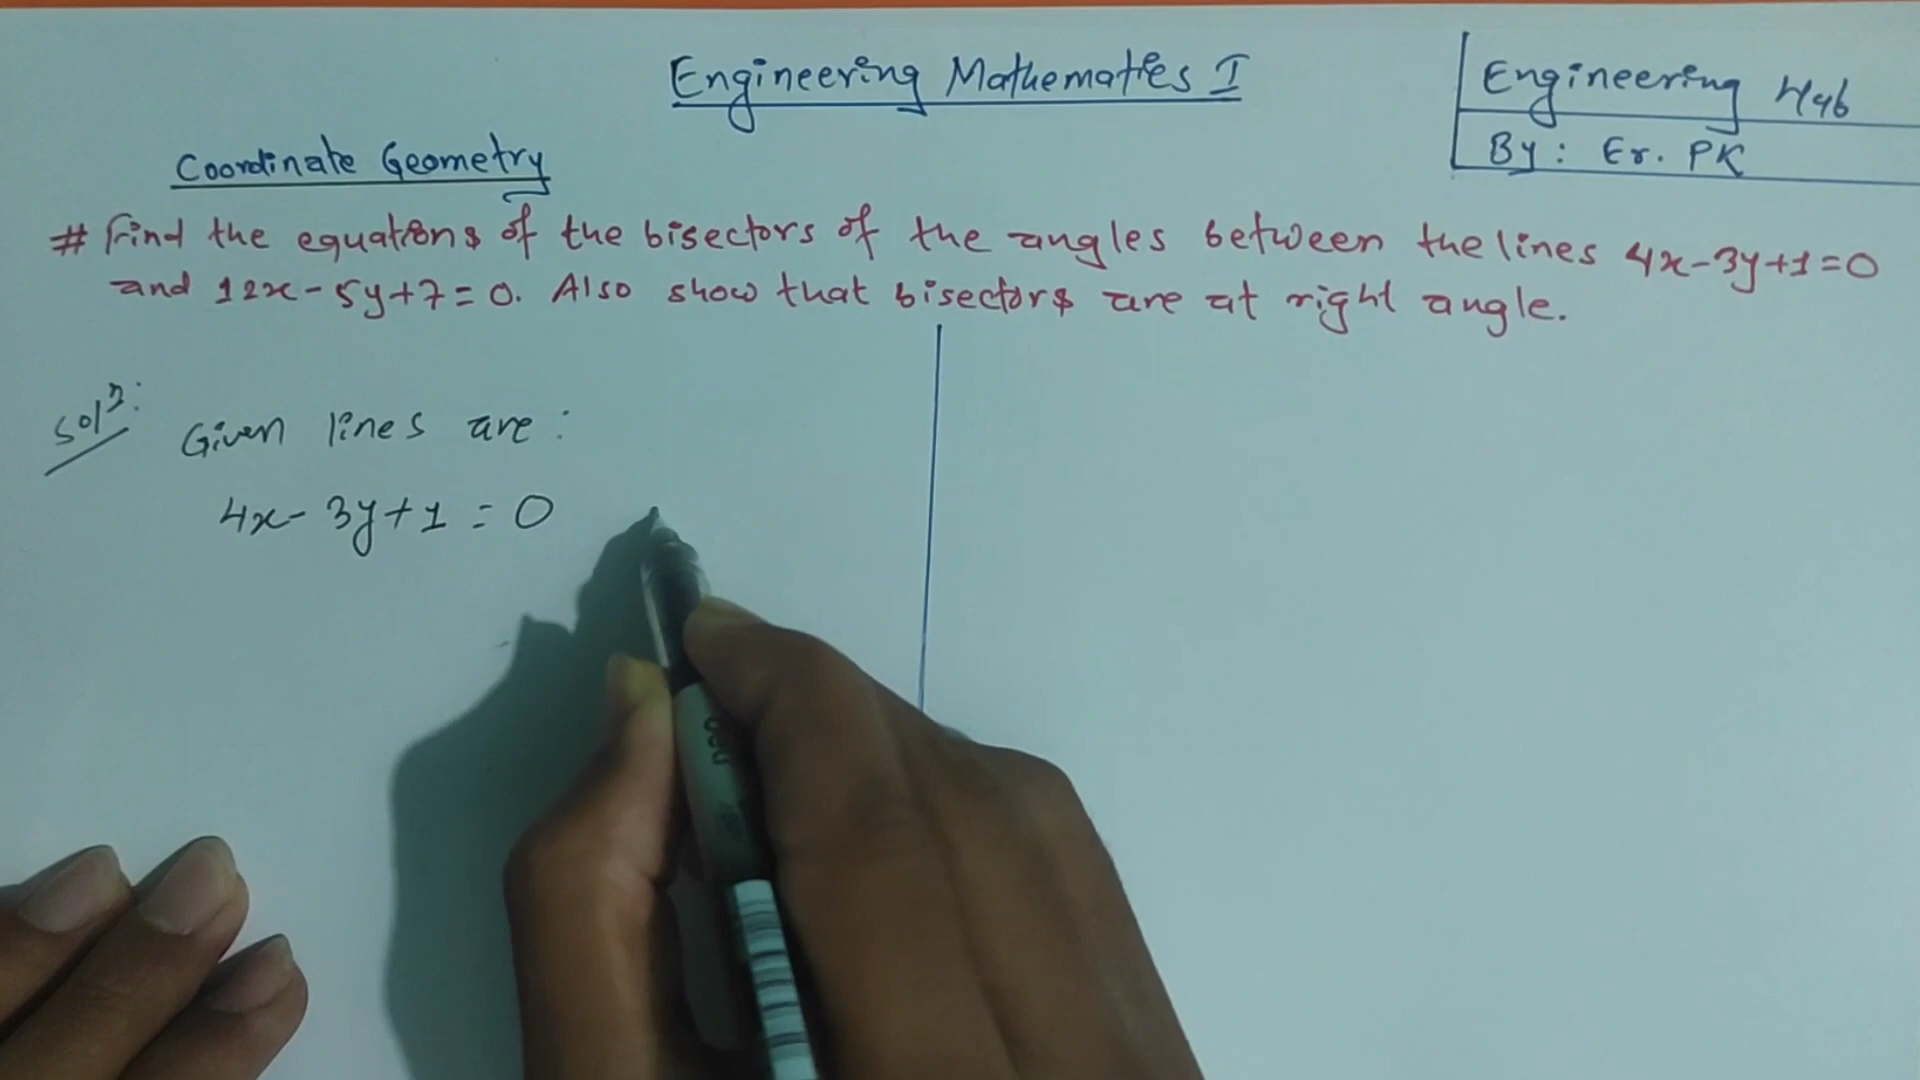 Engineering Mathematics I
Engineering Hub
By: Er. PK
Coordinate Geometry
# Find the equations of the bisectors of the angles between the lines 4x-3y+1=0
and 12x-5y+7=0. Also show that bisectors are at right angle.
Solⁿ:
Given lines are:
4x-3y+1=0